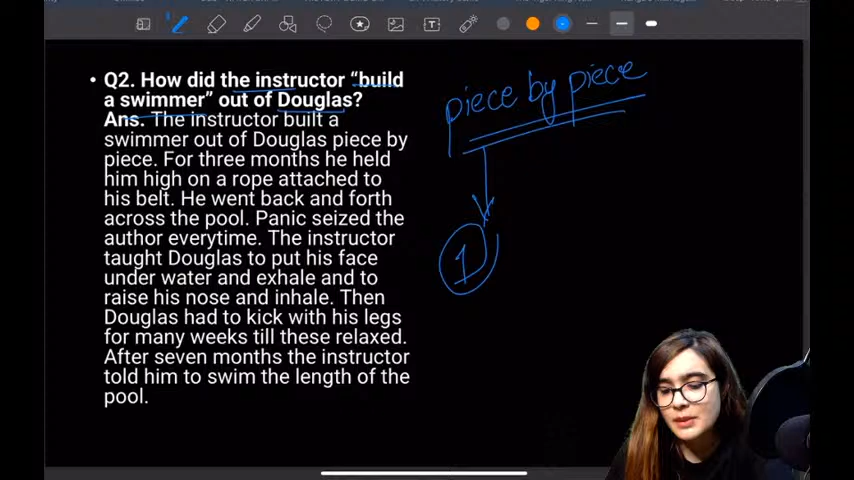 • Q2. How did the instructor “build
a swimmer” out of Douglas?
Ans. The instructor built a
swimmer out of Douglas piece by
piece. For three months he held
him high on a rope attached to
his belt. He went back and forth
across the pool. Panic seized the
author everytime. The instructor
taught Douglas to put his face
under water and exhale and to
raise his nose and inhale. Then
Douglas had to kick with his legs
for many weeks till these relaxed.
After seven months the instructor
told him to swim the length of the
pool.
piece by piece
1